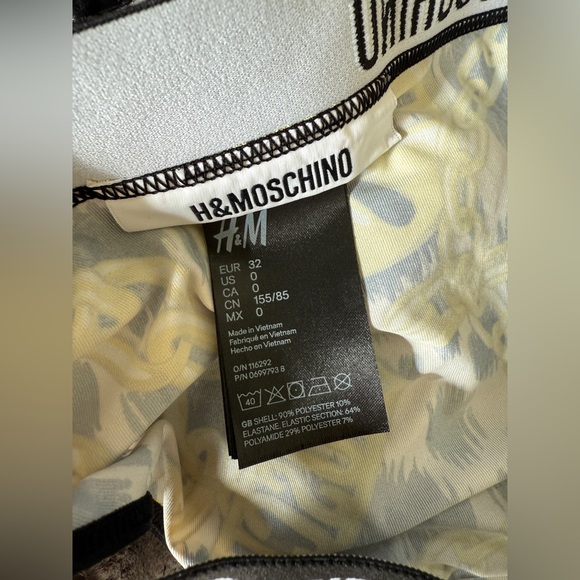 H&MOSCHINO
H&M
EUR 32
US 0
CA 0
CN 155/85
MX 0
Made in Vietnam
Fabriqué en Vietnam
Hecho en Vietnam
O/N 116292
P/N 0699793 8
40
GB SHELL: 90% POLYESTER 10%
ELASTANE. ELASTIC SECTION: 64%
POLYAMIDE 29% POLYESTER 7%